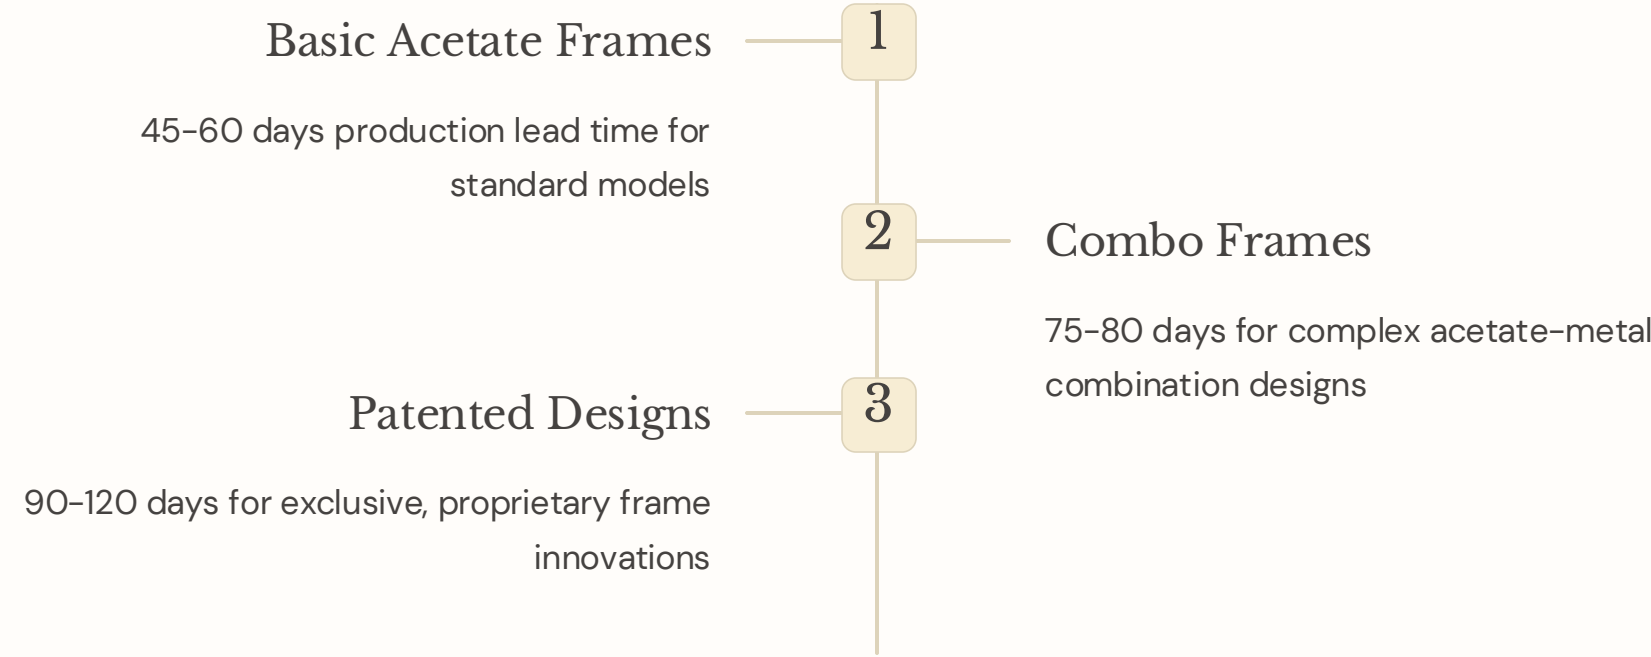 Basic Acetate Frames
1
45-60 days production lead time for
standard models
2
Combo Frames
75-80 days for complex acetate-metal
combination designs
Patented Designs
3
90-120 days for exclusive, proprietary frame
innovations